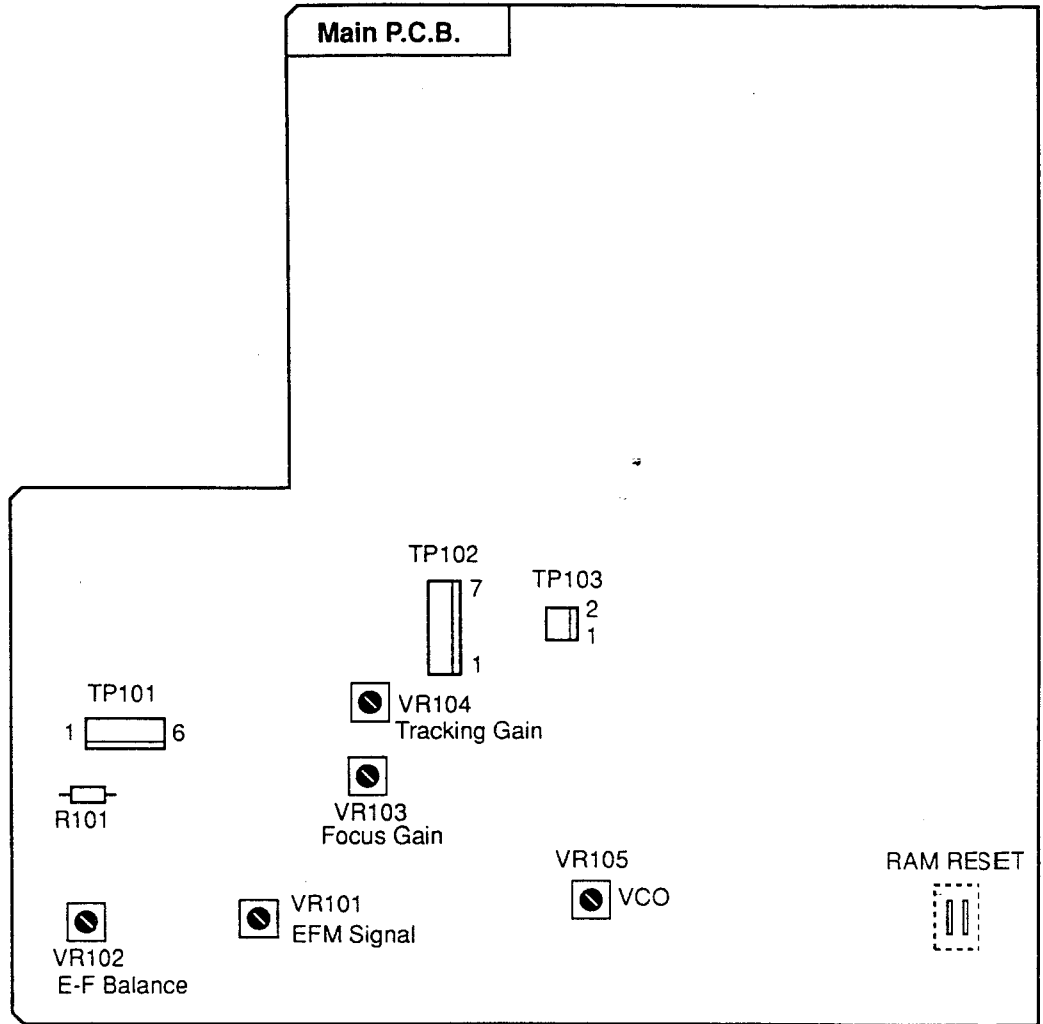 Main P.C.B.
TP102
7
1
TP103
2
1
TP101
1
6
VR104
Tracking Gain
R101
VR103
Focus Gain
VR105
VCO
RAM RESET
VR101
EFM Signal
VR102
E-F Balance